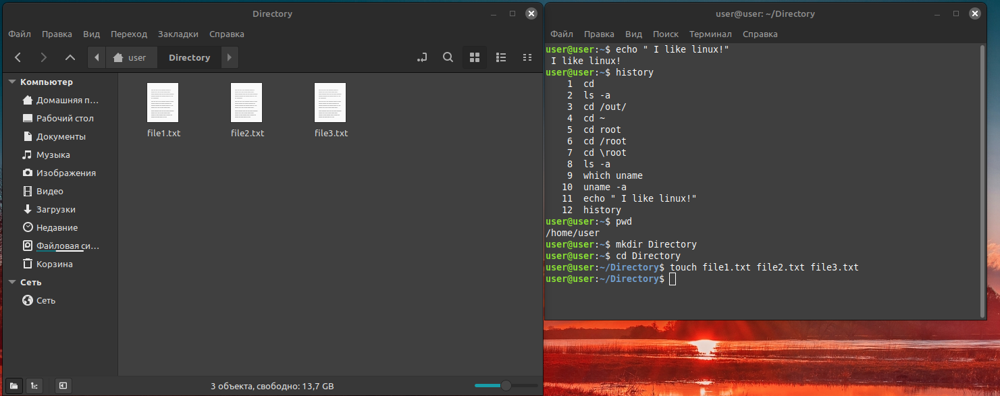 Directory
Файл Правка Вид Переход Закладки Справка
user Directory
Компьютер
Домашняя п...
Рабочий стол
Документы
Музыка
Изображения
Видео
Загрузки
Недавние
Файловая си...
Корзина
Сеть
Сеть
file1.txt file2.txt file3.txt
3 объекта, свободно: 13,7 GB
user@user: ~/Directory
Файл Правка Вид Поиск Терминал Справка
user@user:~$ echo " I like linux!"
 I like linux!
user@user:~$ history
    1  cd
    2  ls -a
    3  cd /out/
    4  cd ~
    5  cd root
    6  cd /root
    7  cd \root
    8  ls -a
    9  which uname
   10  uname -a
   11  echo " I like linux!"
   12  history
user@user:~$ pwd
/home/user
user@user:~$ mkdir Directory
user@user:~$ cd Directory
user@user:~/Directory$ touch file1.txt file2.txt file3.txt
user@user:~/Directory$